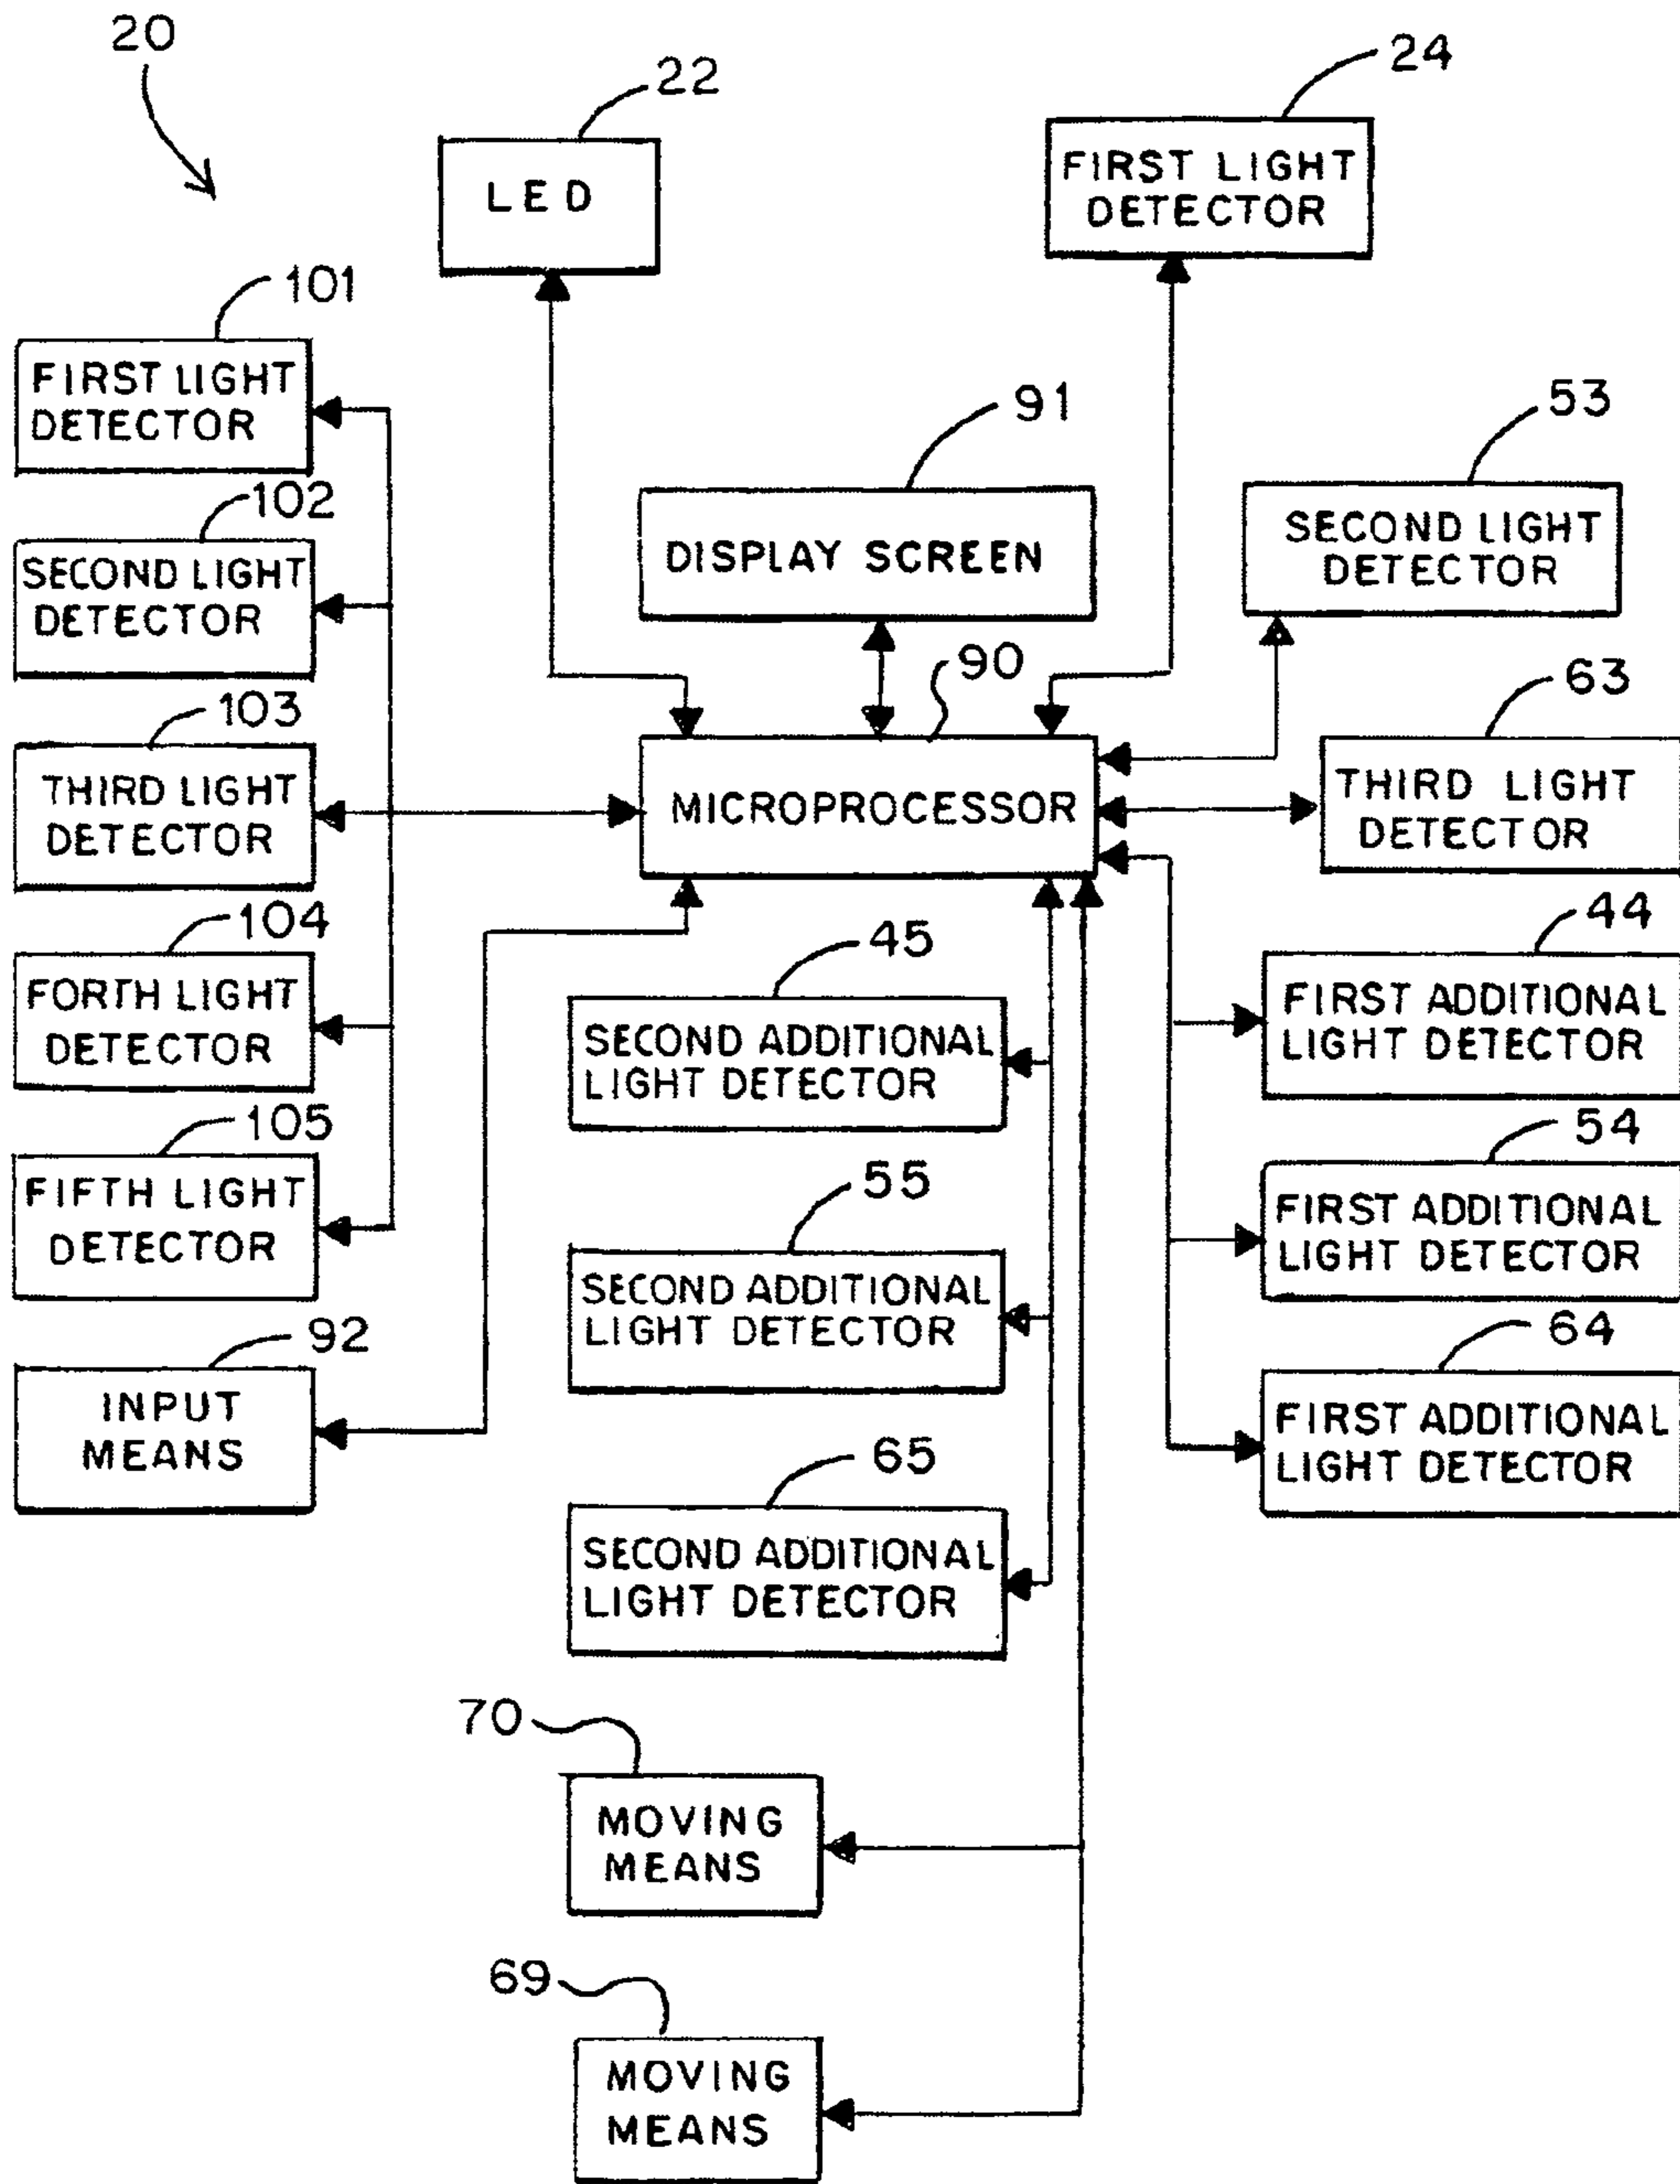 20
22
LED
24
FIRST LIGHT
DETECTOR
101
FIRST LIGHT
DETECTOR
91
DISPLAY SCREEN
53
SECOND LIGHT
DETECTOR
102
SECOND LIGHT
DETECTOR
90
MICROPROCESSOR
63
THIRD LIGHT
DETECTOR
103
THIRD LIGHT
DETECTOR
44
FIRST ADDITIONAL
LIGHT DETECTOR
104
FORTH LIGHT
DETECTOR
45
SECOND ADDITIONAL
LIGHT DETECTOR
54
FIRST ADDITIONAL
LIGHT DETECTOR
105
FIFTH LIGHT
DETECTOR
55
SECOND ADDITIONAL
LIGHT DETECTOR
64
FIRST ADDITIONAL
LIGHT DETECTOR
92
INPUT
MEANS
65
SECOND ADDITIONAL
LIGHT DETECTOR
70
MOVING
MEANS
69
MOVING
MEANS